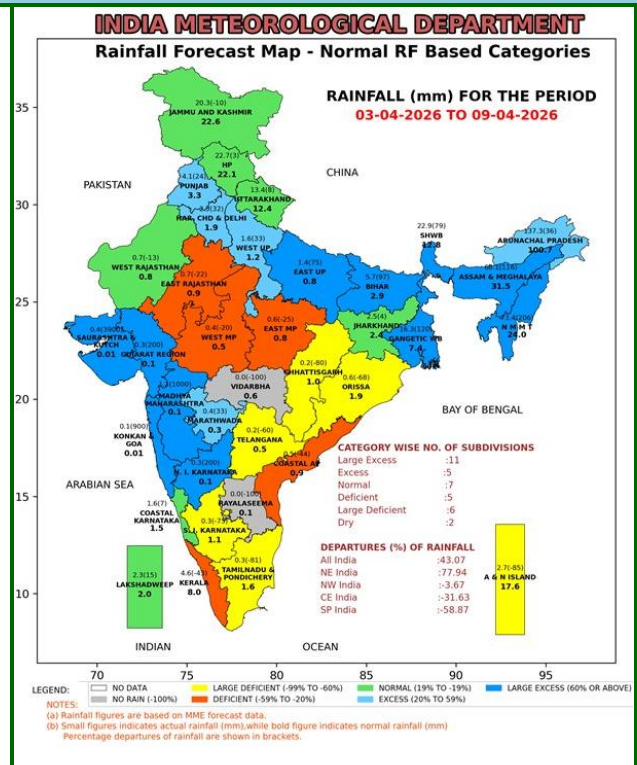 INDIA METEOROLOGICAL DEPARTMENT
Rainfall Forecast Map - Normal RF Based Categories
RAINFALL (mm) FOR THE PERIOD
03-04-2026 TO 09-04-2026
35
30
25
20
15
10
20.3(-10)
JAMMU AND KASHMIR
22.6
22.7(3)
HP
22.1
CHINA
PAKISTAN
4.1(24)
PUNJAB
3.3
13.4(8)
UTTARAKHAND
12.4
HAR. CHD & DELHI
1.9
1.6(33)
WEST UP
1.2
22.9(79)
SHWB
12.8
137.3(36)
ARUNACHAL PRADESH
100.7
0.7(-13)
WEST RAJASTHAN
0.8
0.7(-22)
EAST RAJASTHAN
0.9
1.4(75)
EAST UP
0.8
5.7(97)
BIHAR
2.9
ASSAM & MEGHALAYA
31.5
0.4(3900)
SAURASHTRA &
KUTCH
0.01
0.3(200)
GUJARAT REGION
0.1
0.4(-20)
WEST MP
0.5
0.6(-25)
EAST MP
0.8
2.5(4)
JHARKHAND
2.4
GANGETIC WB
7.4
N M M T
24.0
MADHYA
MAHARASHTRA
0.1
0.0(-100)
VIDARBHA
0.6
0.2(-80)
CHHATTISGARH
1.0
0.6(-68)
ORISSA
1.9
0.4(33)
MARATHWADA
0.3
0.1(900)
KONKAN &
GOA
0.01
0.2(-60)
TELANGANA
0.5
BAY OF BENGAL
0.5(-44)
COASTAL AP
0.9
ARABIAN SEA
0.3(200)
N. I. KARNATAKA
0.1
0.0(-100)
RAYALASEEMA
0.1
1.6(7)
COASTAL
KARNATAKA
1.5
S. I. KARNATAKA
1.1
0.3(-81)
TAMILNADU &
PONDICHERY
1.6
2.3(15)
LAKSHADWEEP
2.0
KERALA
8.0
2.7(-85)
A & N ISLAND
17.6
CATEGORY WISE NO. OF SUBDIVISIONS
Large Excess :11
Excess :5
Normal :7
Deficient :5
Large Deficient :6
Dry :2
DEPARTURES (%) OF RAINFALL
All India :43.07
NE India :77.94
NW India :-3.67
CE India :-31.63
SP India :-58.87
INDIAN OCEAN
70 75 80 85 90 95
LEGEND: NO DATA LARGE DEFICIENT (-99% TO -60%) NORMAL (19% TO -19%) LARGE EXCESS (60% OR ABOVE)
NO RAIN (-100%) DEFICIENT (-59% TO -20%) EXCESS (20% TO 59%)
NOTES:
(a) Rainfall figures are based on MME forecast data.
(b) Small figures indicates actual rainfall (mm),while bold figure indicates normal rainfall (mm)
Percentage departures of rainfall are shown in brackets.